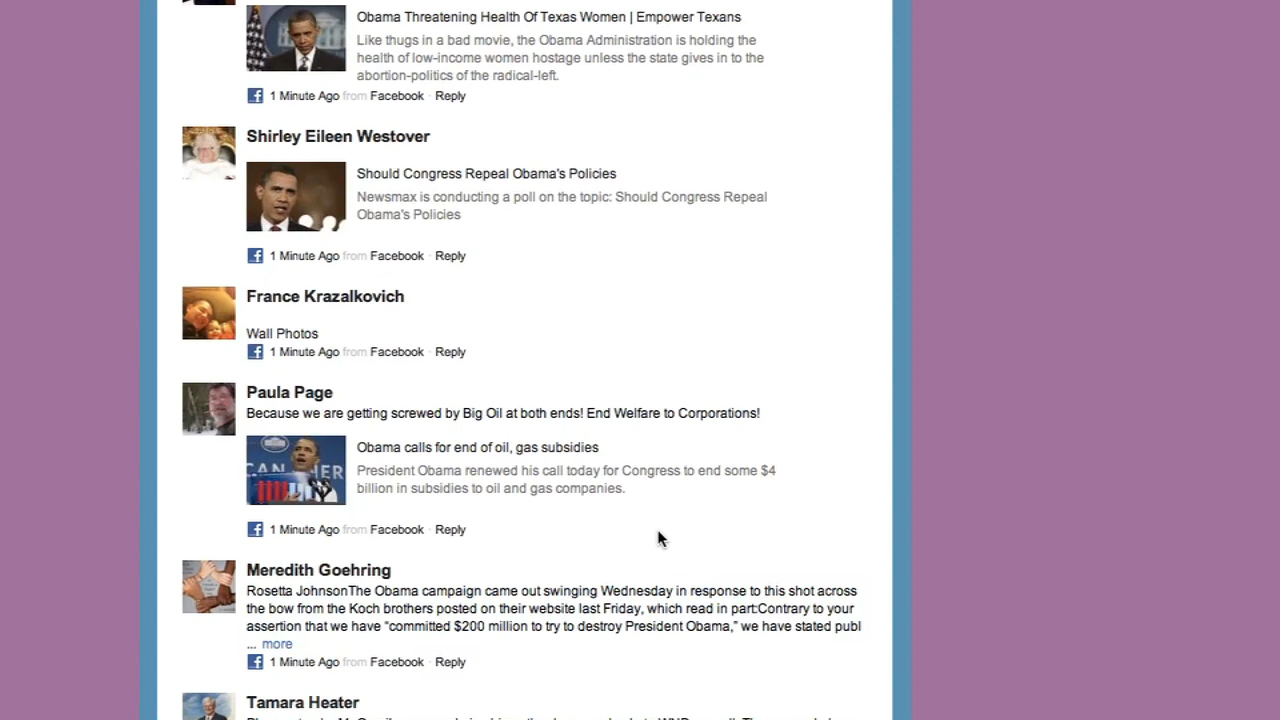 Obama Threatening Health Of Texas Women | Empower Texans
Like thugs in a bad movie, the Obama Administration is holding the
health of low-income women hostage unless the state gives in to the
abortion-politics of the radical-left.
1 Minute Ago from Facebook · Reply
Shirley Eileen Westover
Should Congress Repeal Obama's Policies
Newsmax is conducting a poll on the topic: Should Congress Repeal
Obama's Policies
1 Minute Ago from Facebook · Reply
France Krazalkovich
Wall Photos
1 Minute Ago from Facebook · Reply
Paula Page
Because we are getting screwed by Big Oil at both ends! End Welfare to Corporations!
Obama calls for end of oil, gas subsidies
President Obama renewed his call today for Congress to end some $4
billion in subsidies to oil and gas companies.
1 Minute Ago from Facebook · Reply
Meredith Goehring
Rosetta JohnsonThe Obama campaign came out swinging Wednesday in response to this shot across
the bow from the Koch brothers posted on their website last Friday, which read in part:Contrary to your
assertion that we have “committed $200 million to try to destroy President Obama,” we have stated publ
... more
1 Minute Ago from Facebook · Reply
Tamara Heater